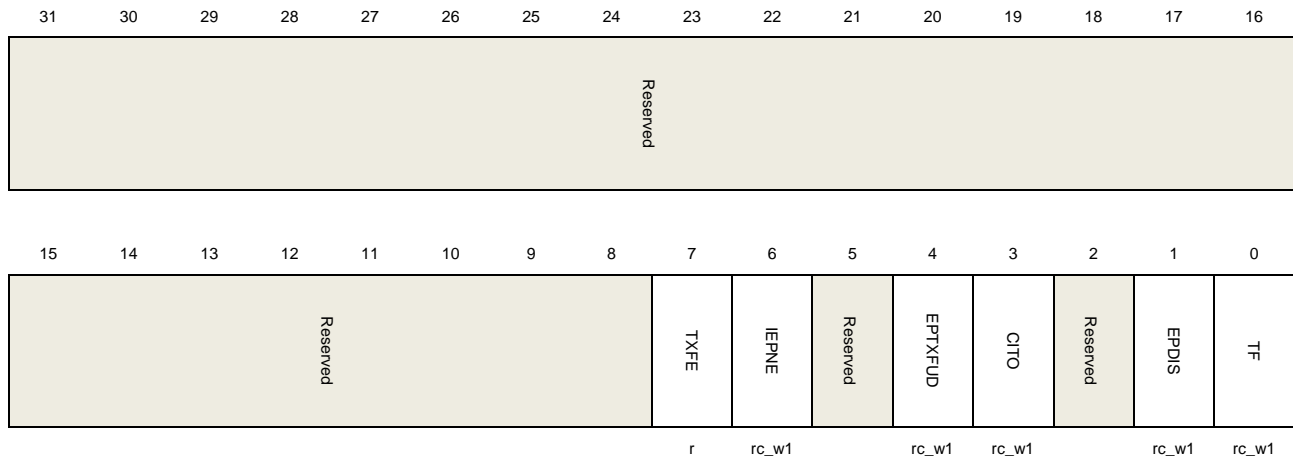 31 30 29 28 27 26 25 24 23 22 21 20 19 18 17 16
Reserved
15 14 13 12 11 10 9 8 7 6 5 4 3 2 1 0
Reserved TXFE IEPNE Reserved EPTXFUD CITO Reserved EPDIS TF
r rc_w1 rc_w1 rc_w1 rc_w1 rc_w1